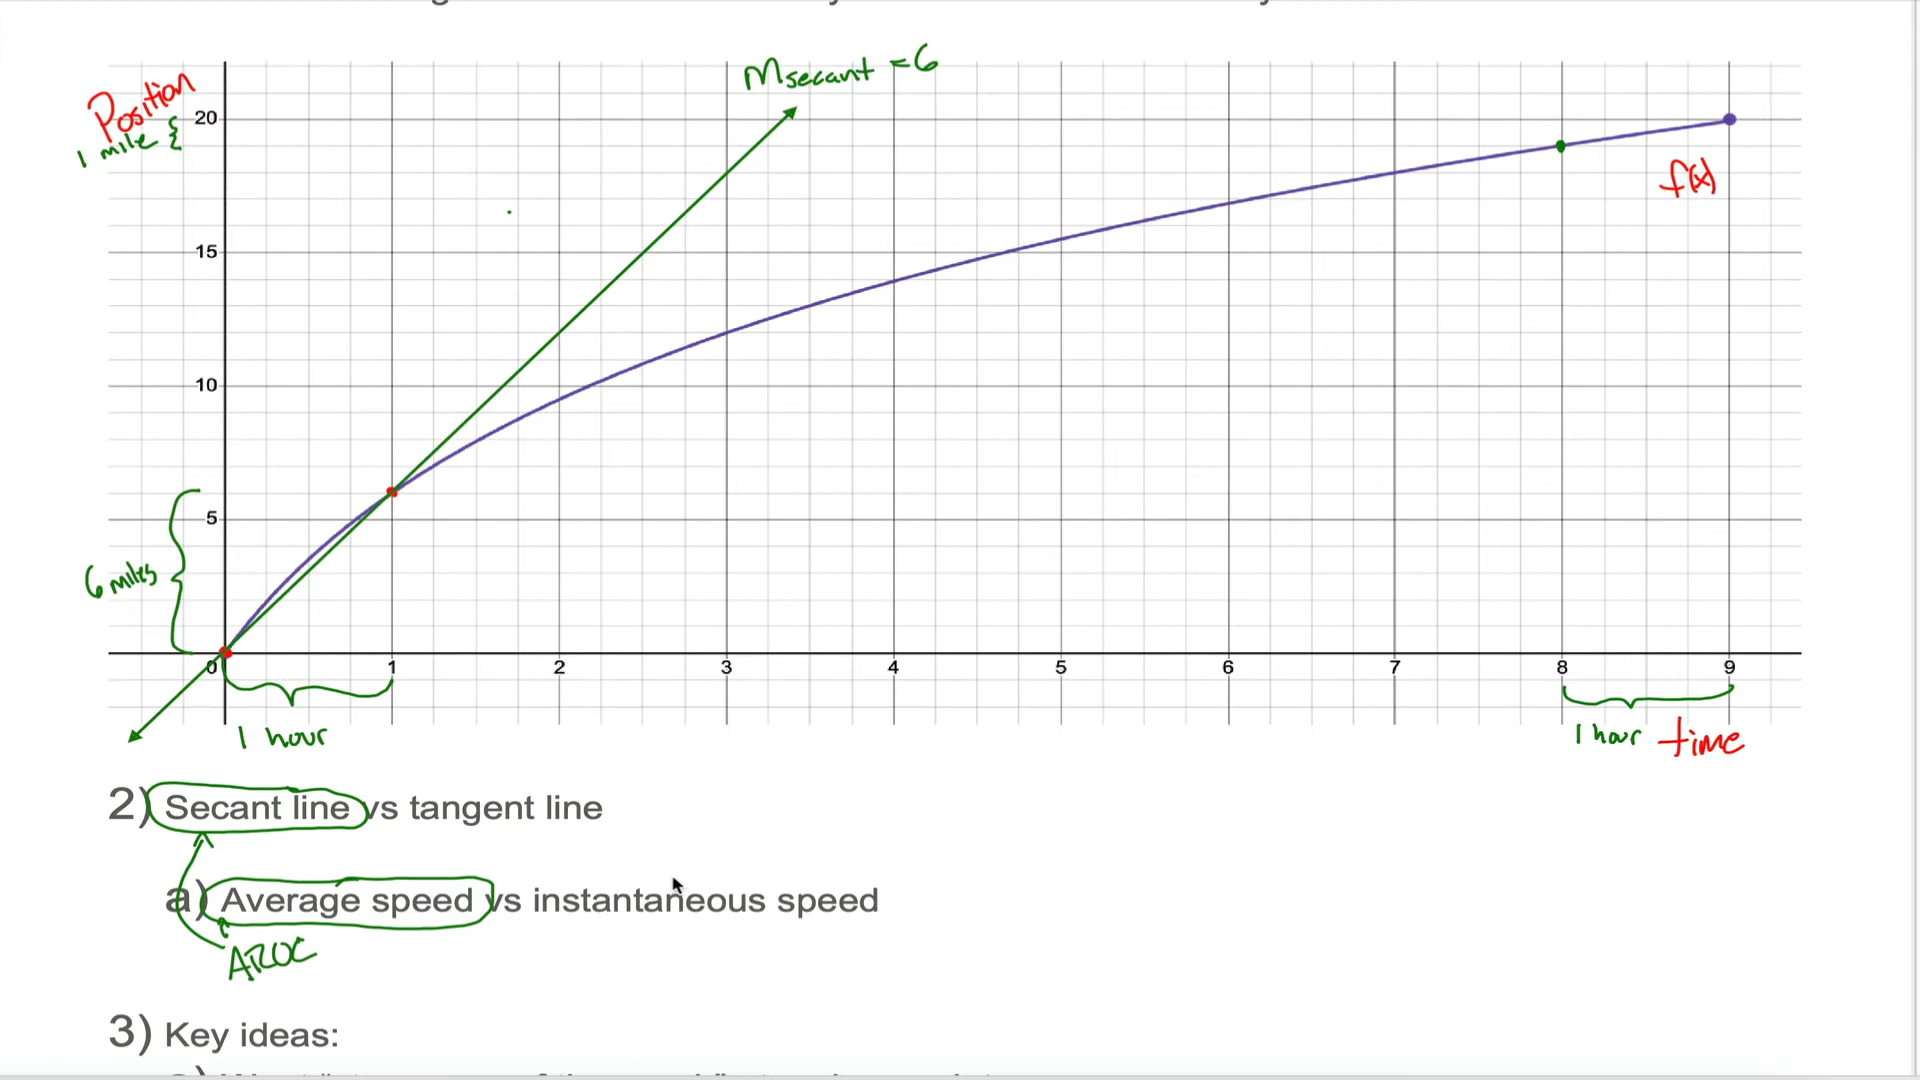 Msecant = 6
Position
1 mile {
20
15
10
5
f(x)
6 miles
0 1 2 3 4 5 6 7 8 9
1 hour
1 hour time
2) Secant line vs tangent line
a) Average speed vs instantaneous speed
AROC
3) Key ideas: